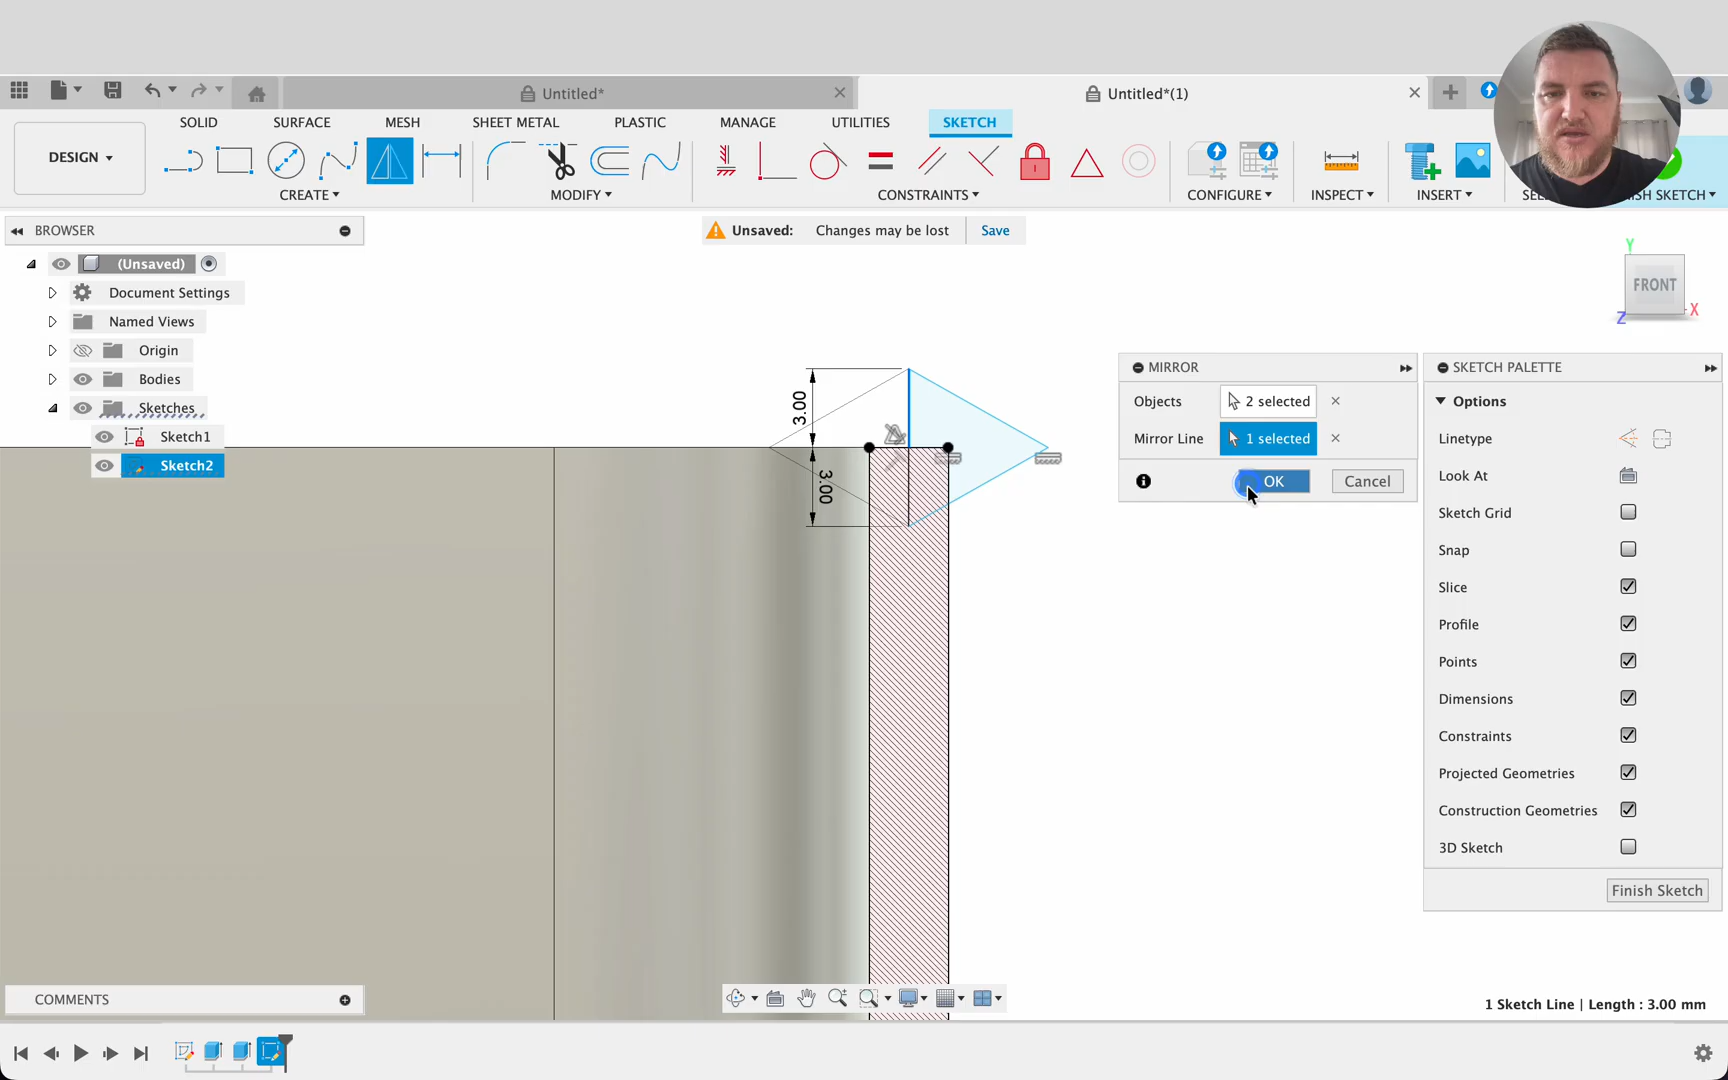 Untitled*
Untitled*(1)
DESIGN
SOLID
SURFACE
MESH
SHEET METAL
PLASTIC
MANAGE
UTILITIES
SKETCH
CREATE
MODIFY
CONSTRAINTS
CONFIGURE
INSPECT
INSERT
SKETCH
BROWSER
Unsaved: Changes may be lost Save
(Unsaved)
Document Settings
Named Views
Origin
Bodies
Sketches
Sketch1
Sketch2
3.00
3.00
Y
FRONT
X
Z
MIRROR
Objects 2 selected
Mirror Line 1 selected
OK Cancel
SKETCH PALETTE
Options
Linetype
Look At
Sketch Grid
Snap
Slice
Profile
Points
Dimensions
Constraints
Projected Geometries
Construction Geometries
3D Sketch
Finish Sketch
COMMENTS
1 Sketch Line | Length : 3.00 mm